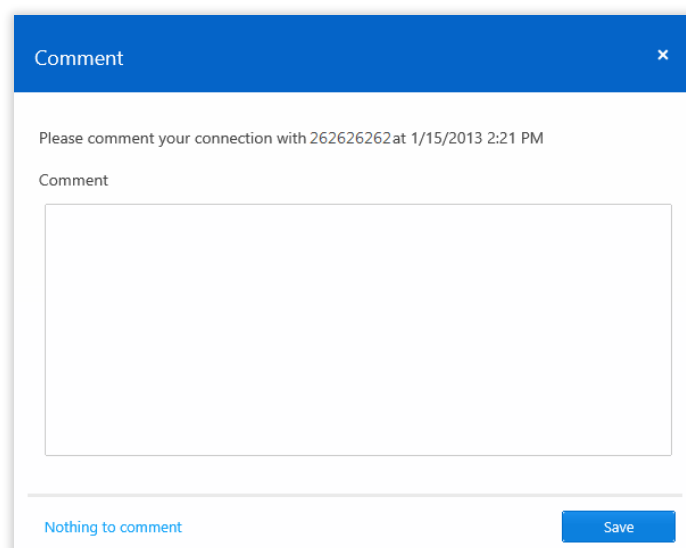 Comment
Please comment your connection with 262626262at 1/15/2013 2:21 PM
Comment
Nothing to comment
Save